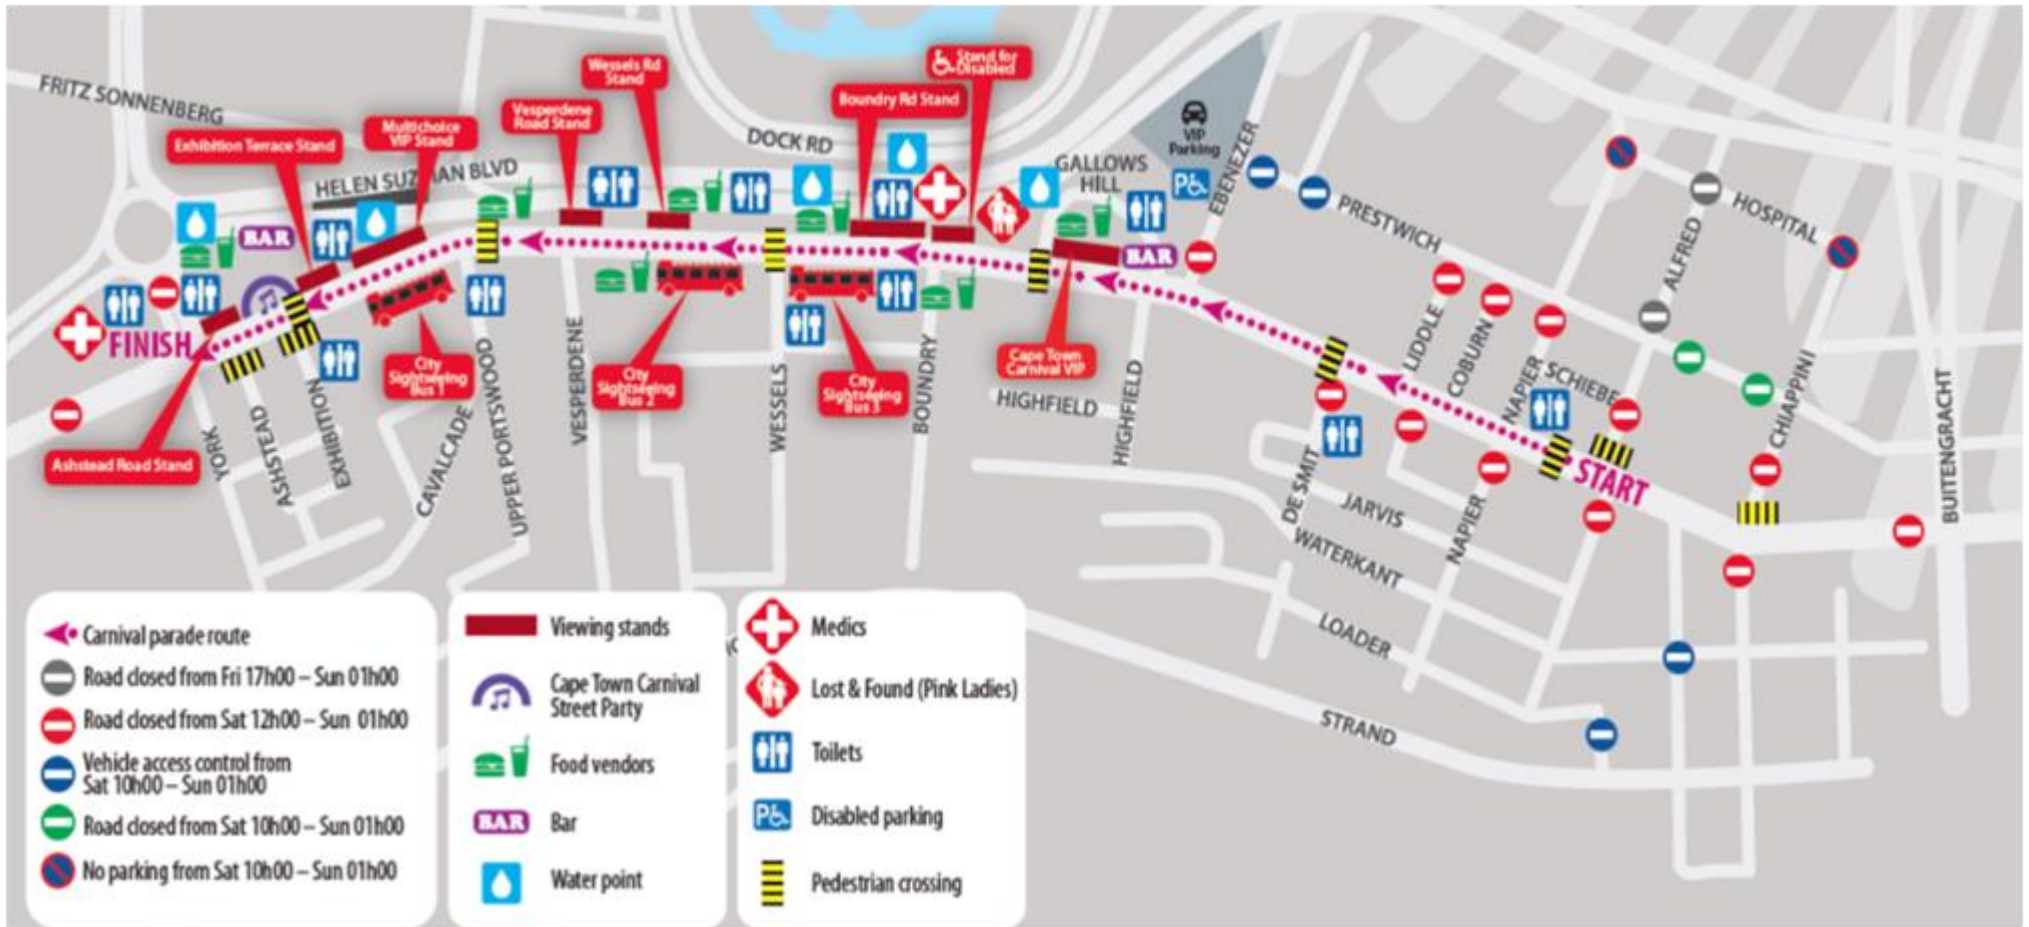 FRITZ SONNENBERG
Exhibition Terrace Stand
Multichoice
VIP Stand
HELEN SUZMAN BLVD
Vesperdene
Road Stand
Wessels Rd
Stand
DOCK RD
Boundry Rd Stand
Stand for
Disabled
GALLOWS
HILL
VIP
Parking
EBENEZER
PRESTWICH
HOSPITAL
ALFRED
BAR
BAR
FINISH
START
Ashstead Road Stand
YORK
ASHSTEAD
EXHIBITION
City
Sightseeing
Bus 1
CAVALCADE
UPPER PORTSWOOD
VESPERDENE
City
Sightseeing
Bus 2
WESSELS
City
Sightseeing
Bus 3
BOUNDRY
Cape Town
Carnival VIP
HIGHFIELD
HIGHFIELD
LIDDLE
COBURN
NAPIER
SCHIEBE
CHIAPPINI
BUITENGRACHT
DE SMIT
JARVIS
WATERKANT
NAPIER
LOADER
STRAND
P
Carnival parade route
Road closed from Fri 17h00 – Sun 01h00
Road closed from Sat 12h00 – Sun 01h00
Vehicle access control from
Sat 10h00 – Sun 01h00
Road closed from Sat 10h00 – Sun 01h00
No parking from Sat 10h00 – Sun 01h00
Viewing stands
Cape Town Carnival
Street Party
Food vendors
BAR Bar
Water point
Medics
Lost & Found (Pink Ladies)
Toilets
P Disabled parking
Pedestrian crossing